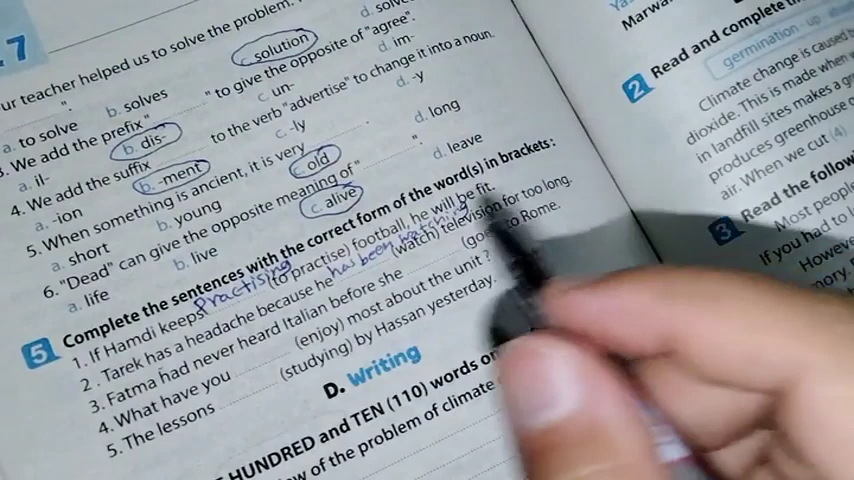 .7
ur teacher helped us to solve the problem.
".
a. to solve b. solves c. solution d. solve
3. We add the prefix" " to give the opposite of "agree".
a. il- b. dis- c. un- d. im-
4. We add the suffix to the verb "advertise" to change it into a noun.
a. -ion b. -ment c. -ly d. -y
5. When something is ancient, it is very .
a. short b. young c. old d. long
6. "Dead" can give the opposite meaning of" ".
a. life b. live c. alive d. leave
5 Complete the sentences with the correct form of the word(s) in brackets:
1. If Hamdi keeps practising (to practise) football, he will be fit.
2 . Tarek has a headache because he has been watching (watch) television for too long.
3. Fatma had never heard Italian before she (go to Rome.
4. What have you (enjoy) most about the unit ?
5. The lessons (studying) by Hassan yesterday.
D. Writing
HUNDRED and TEN (110) words on
of the problem of climate
Marwa
2 Read and complete th
germination - up
Climate change is caused b
dioxide. This is made when
in landfill sites makes a gr
produces greenhouse
air. When we cut (4)
3 Read the follow
Most people
If you had to l
However